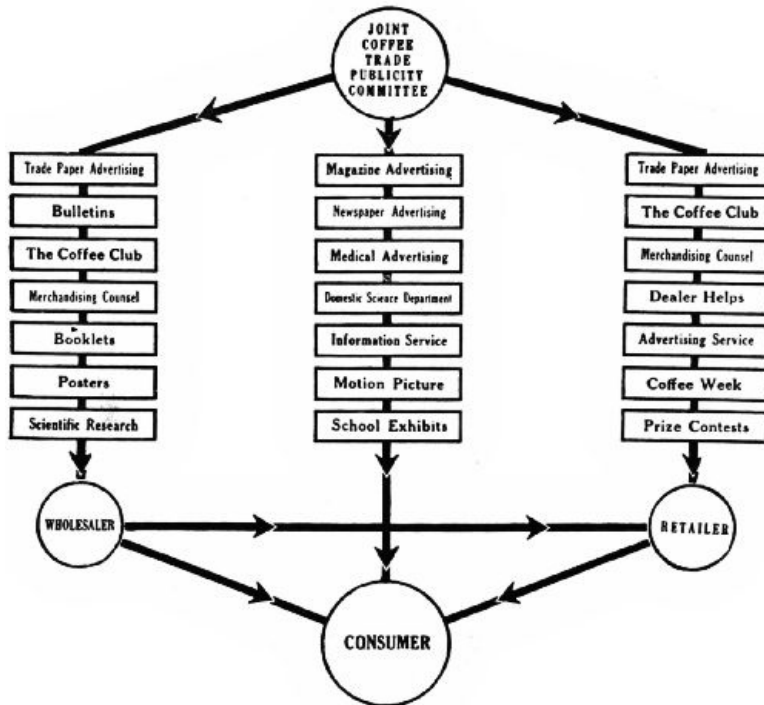 JOINT
COFFEE
TRADE
PUBLICITY
COMMITTEE
Trade Paper Advertising
Bulletins
The Coffee Club
Merchandising Counsel
Booklets
Posters
Scientific Research
WHOLESALER
Magazine Advertising
Newspaper Advertising
Medical Advertising
Domestic Science Department
Information Service
Motion Picture
School Exhibits
Trade Paper Advertising
The Coffee Club
Merchandising Counsel
Dealer Helps
Advertising Service
Coffee Week
Prize Contests
RETAILER
CONSUMER